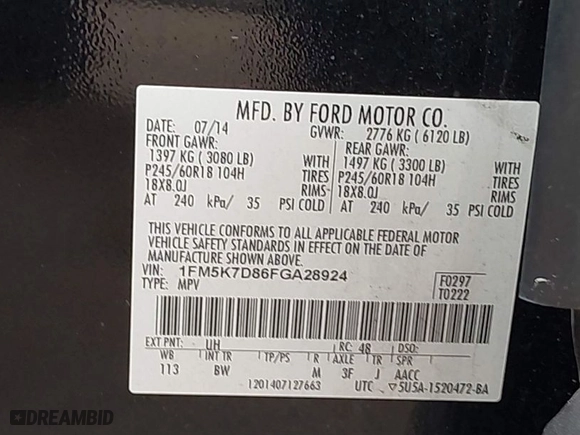 MFD. BY FORD MOTOR CO.
DATE: 07/14 GVWR: 2776 KG ( 6120 LB)
FRONT GAWR: REAR GAWR:
1397 KG ( 3080 LB) WITH 1497 KG ( 3300 LB) WITH
P245/60R18 104H TIRES P245/60R18 104H TIRES
18X8.0J RIMS 18X8.0J RIMS
AT 240 kPa/ 35 PSI COLD AT 240 kPa/ 35 PSI COLD
THIS VEHICLE CONFORMS TO ALL APPLICABLE FEDERAL MOTOR
VEHICLE SAFETY STANDARDS IN EFFECT ON THE DATE OF
MANUFACTURE SHOWN ABOVE.
VIN: 1FM5K7D86FGA28924 F0297
TYPE: MPV T0222
EXT PNT: UH RC: 48 DSO:
WB INT TR TP/PS R AXLE TR SPR
113 BW M 3F J AACC
1201407127663 UTC ▽5U5A-1520472-BA
DREAMBID